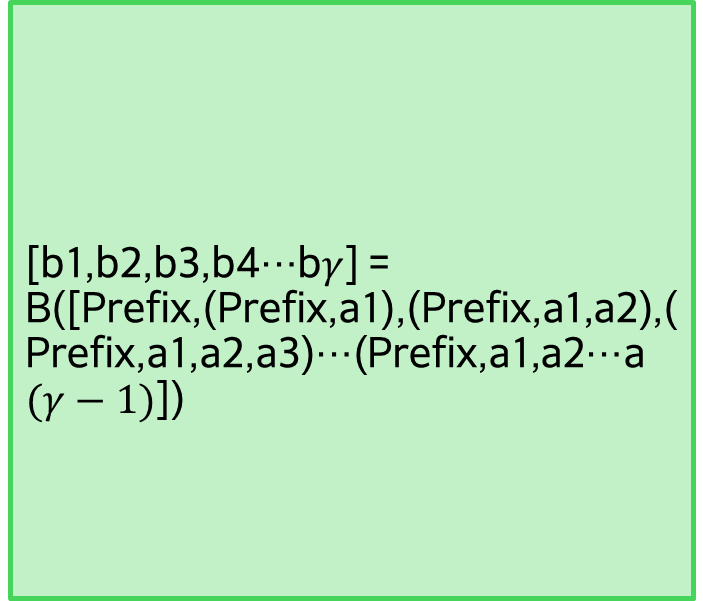 [b1,b2,b3,b4⋯b𝛾] =
B([Prefix,(Prefix,a1),(Prefix,a1,a2),(
Prefix,a1,a2,a3)⋯(Prefix,a1,a2⋯a
(𝛾 − 1)])